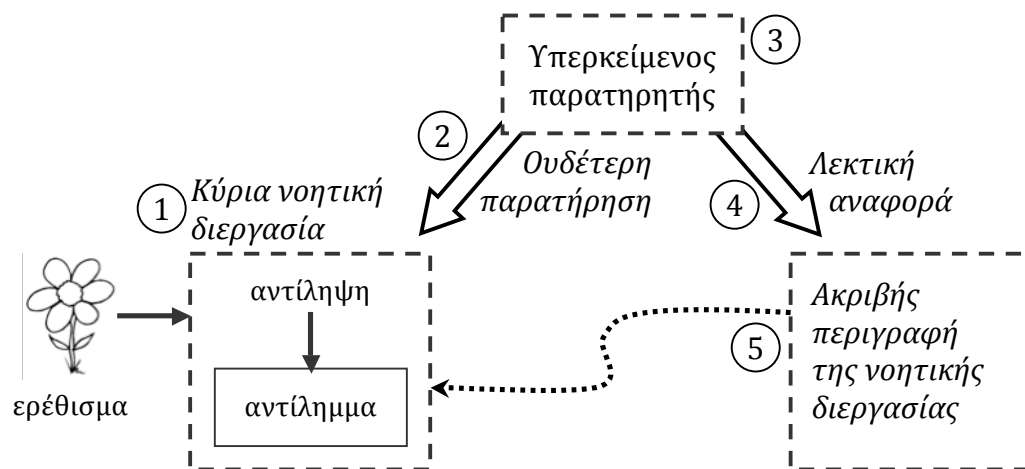 Υπερκείμενος
παρατηρητής
3
2
Ουδέτερη
παρατήρηση
Λεκτική
αναφορά
4
1
Κύρια νοητική
διεργασία
αντίληψη
αντίλημμα
ερέθισμα
Ακριβής
περιγραφή
της νοητικής
διεργασίας
5